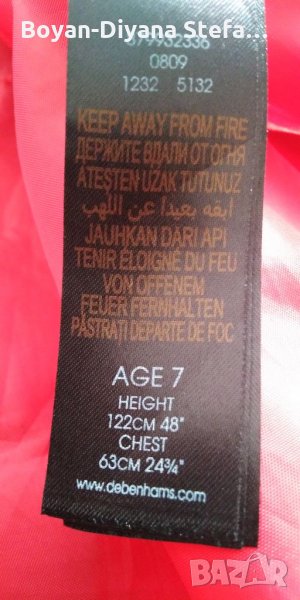 Boyan-Diyana Stefa...
0809
1232 5132
KEEP AWAY FROM FIRE
ДЕРЖИТЕ ВДАЛИ ОТ ОГНЯ
ATEŞTEN UZAK TUTUNUZ
ابقه بعيدا عن اللهب
JAUHKAN DARI API
TENIR ÉLOIGNÉ DU FEU
VON OFFENEM
FEUER FERNHALTEN
PĂSTRAŢI DEPARTE DE FOC
AGE 7
HEIGHT
122CM 48"
CHEST
63CM 24¾"
www.debenhams.com
BAZAR